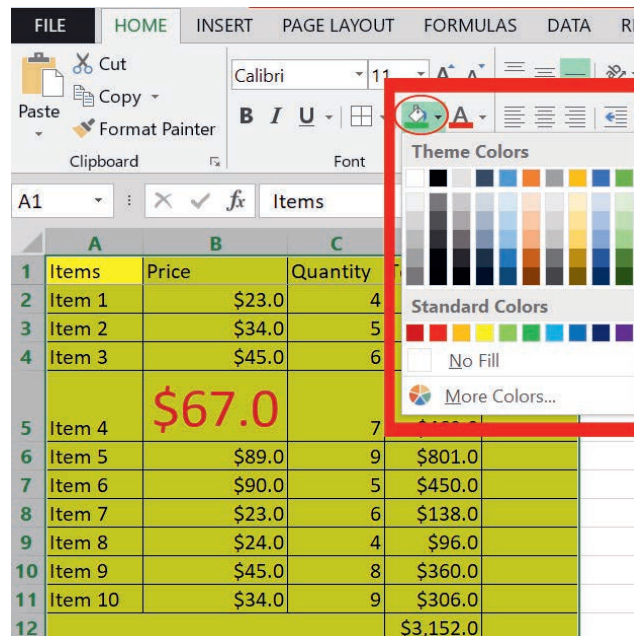 FILE HOME INSERT PAGE LAYOUT FORMULAS DATA
Cut
Calibri 11
Copy
Paste
B I U A
Format Painter
Clipboard Font
Theme Colors
A1 fx Items
A B C
1 Items Price Quantity
2 Item 1 $23.0 4
Standard Colors
3 Item 2 $34.0 5
No Fill
4 Item 3 $45.0 6
More Colors...
5 Item 4 $67.0 7
6 Item 5 $89.0 9 $801.0
7 Item 6 $90.0 5 $450.0
8 Item 7 $23.0 6 $138.0
9 Item 8 $24.0 4 $96.0
10 Item 9 $45.0 8 $360.0
11 Item 10 $34.0 9 $306.0
12 $3,152.0